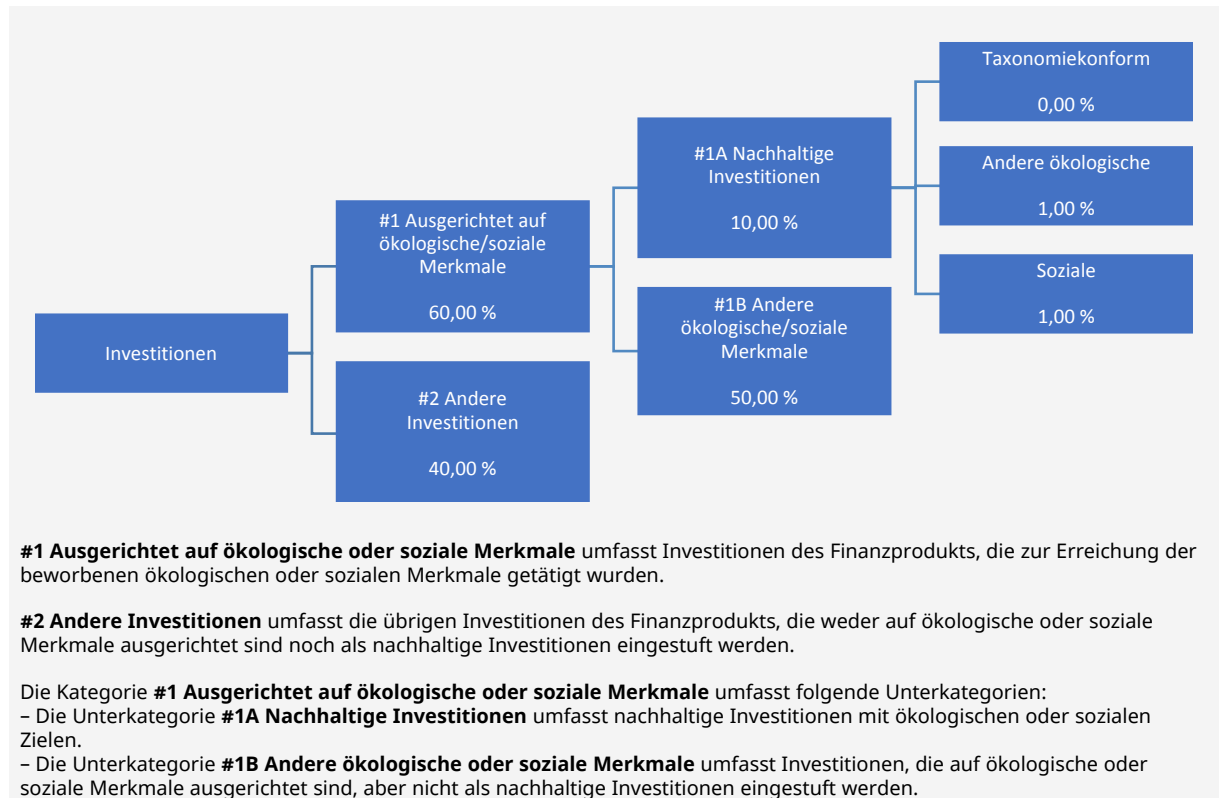 Taxonomiekonform
0,00 %
Andere ökologische
1,00 %
Soziale
1,00 %
#1A Nachhaltige
Investitionen
10,00 %
#1B Andere
ökologische/soziale
Merkmale
50,00 %
#1 Ausgerichtet auf
ökologische/soziale
Merkmale
60,00 %
#2 Andere
Investitionen
40,00 %
Investitionen
#1 Ausgerichtet auf ökologische oder soziale Merkmale umfasst Investitionen des Finanzprodukts, die zur Erreichung der
beworbenen ökologischen oder sozialen Merkmale getätigt wurden.
#2 Andere Investitionen umfasst die übrigen Investitionen des Finanzprodukts, die weder auf ökologische oder soziale
Merkmale ausgerichtet sind noch als nachhaltige Investitionen eingestuft werden.
Die Kategorie #1 Ausgerichtet auf ökologische oder soziale Merkmale umfasst folgende Unterkategorien:
– Die Unterkategorie #1A Nachhaltige Investitionen umfasst nachhaltige Investitionen mit ökologischen oder sozialen
Zielen.
– Die Unterkategorie #1B Andere ökologische oder soziale Merkmale umfasst Investitionen, die auf ökologische oder
soziale Merkmale ausgerichtet sind, aber nicht als nachhaltige Investitionen eingestuft werden.